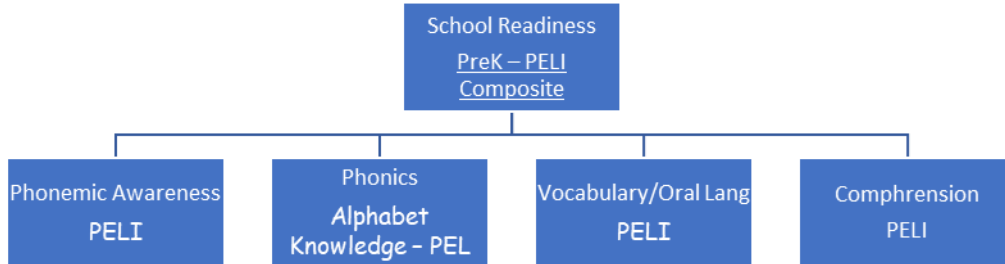 School Readiness
PreK – PELI
Composite
Phonemic Awareness
PELI
Phonics
Alphabet
Knowledge – PEL
Vocabulary/Oral Lang
PELI
Comphrension
PELI